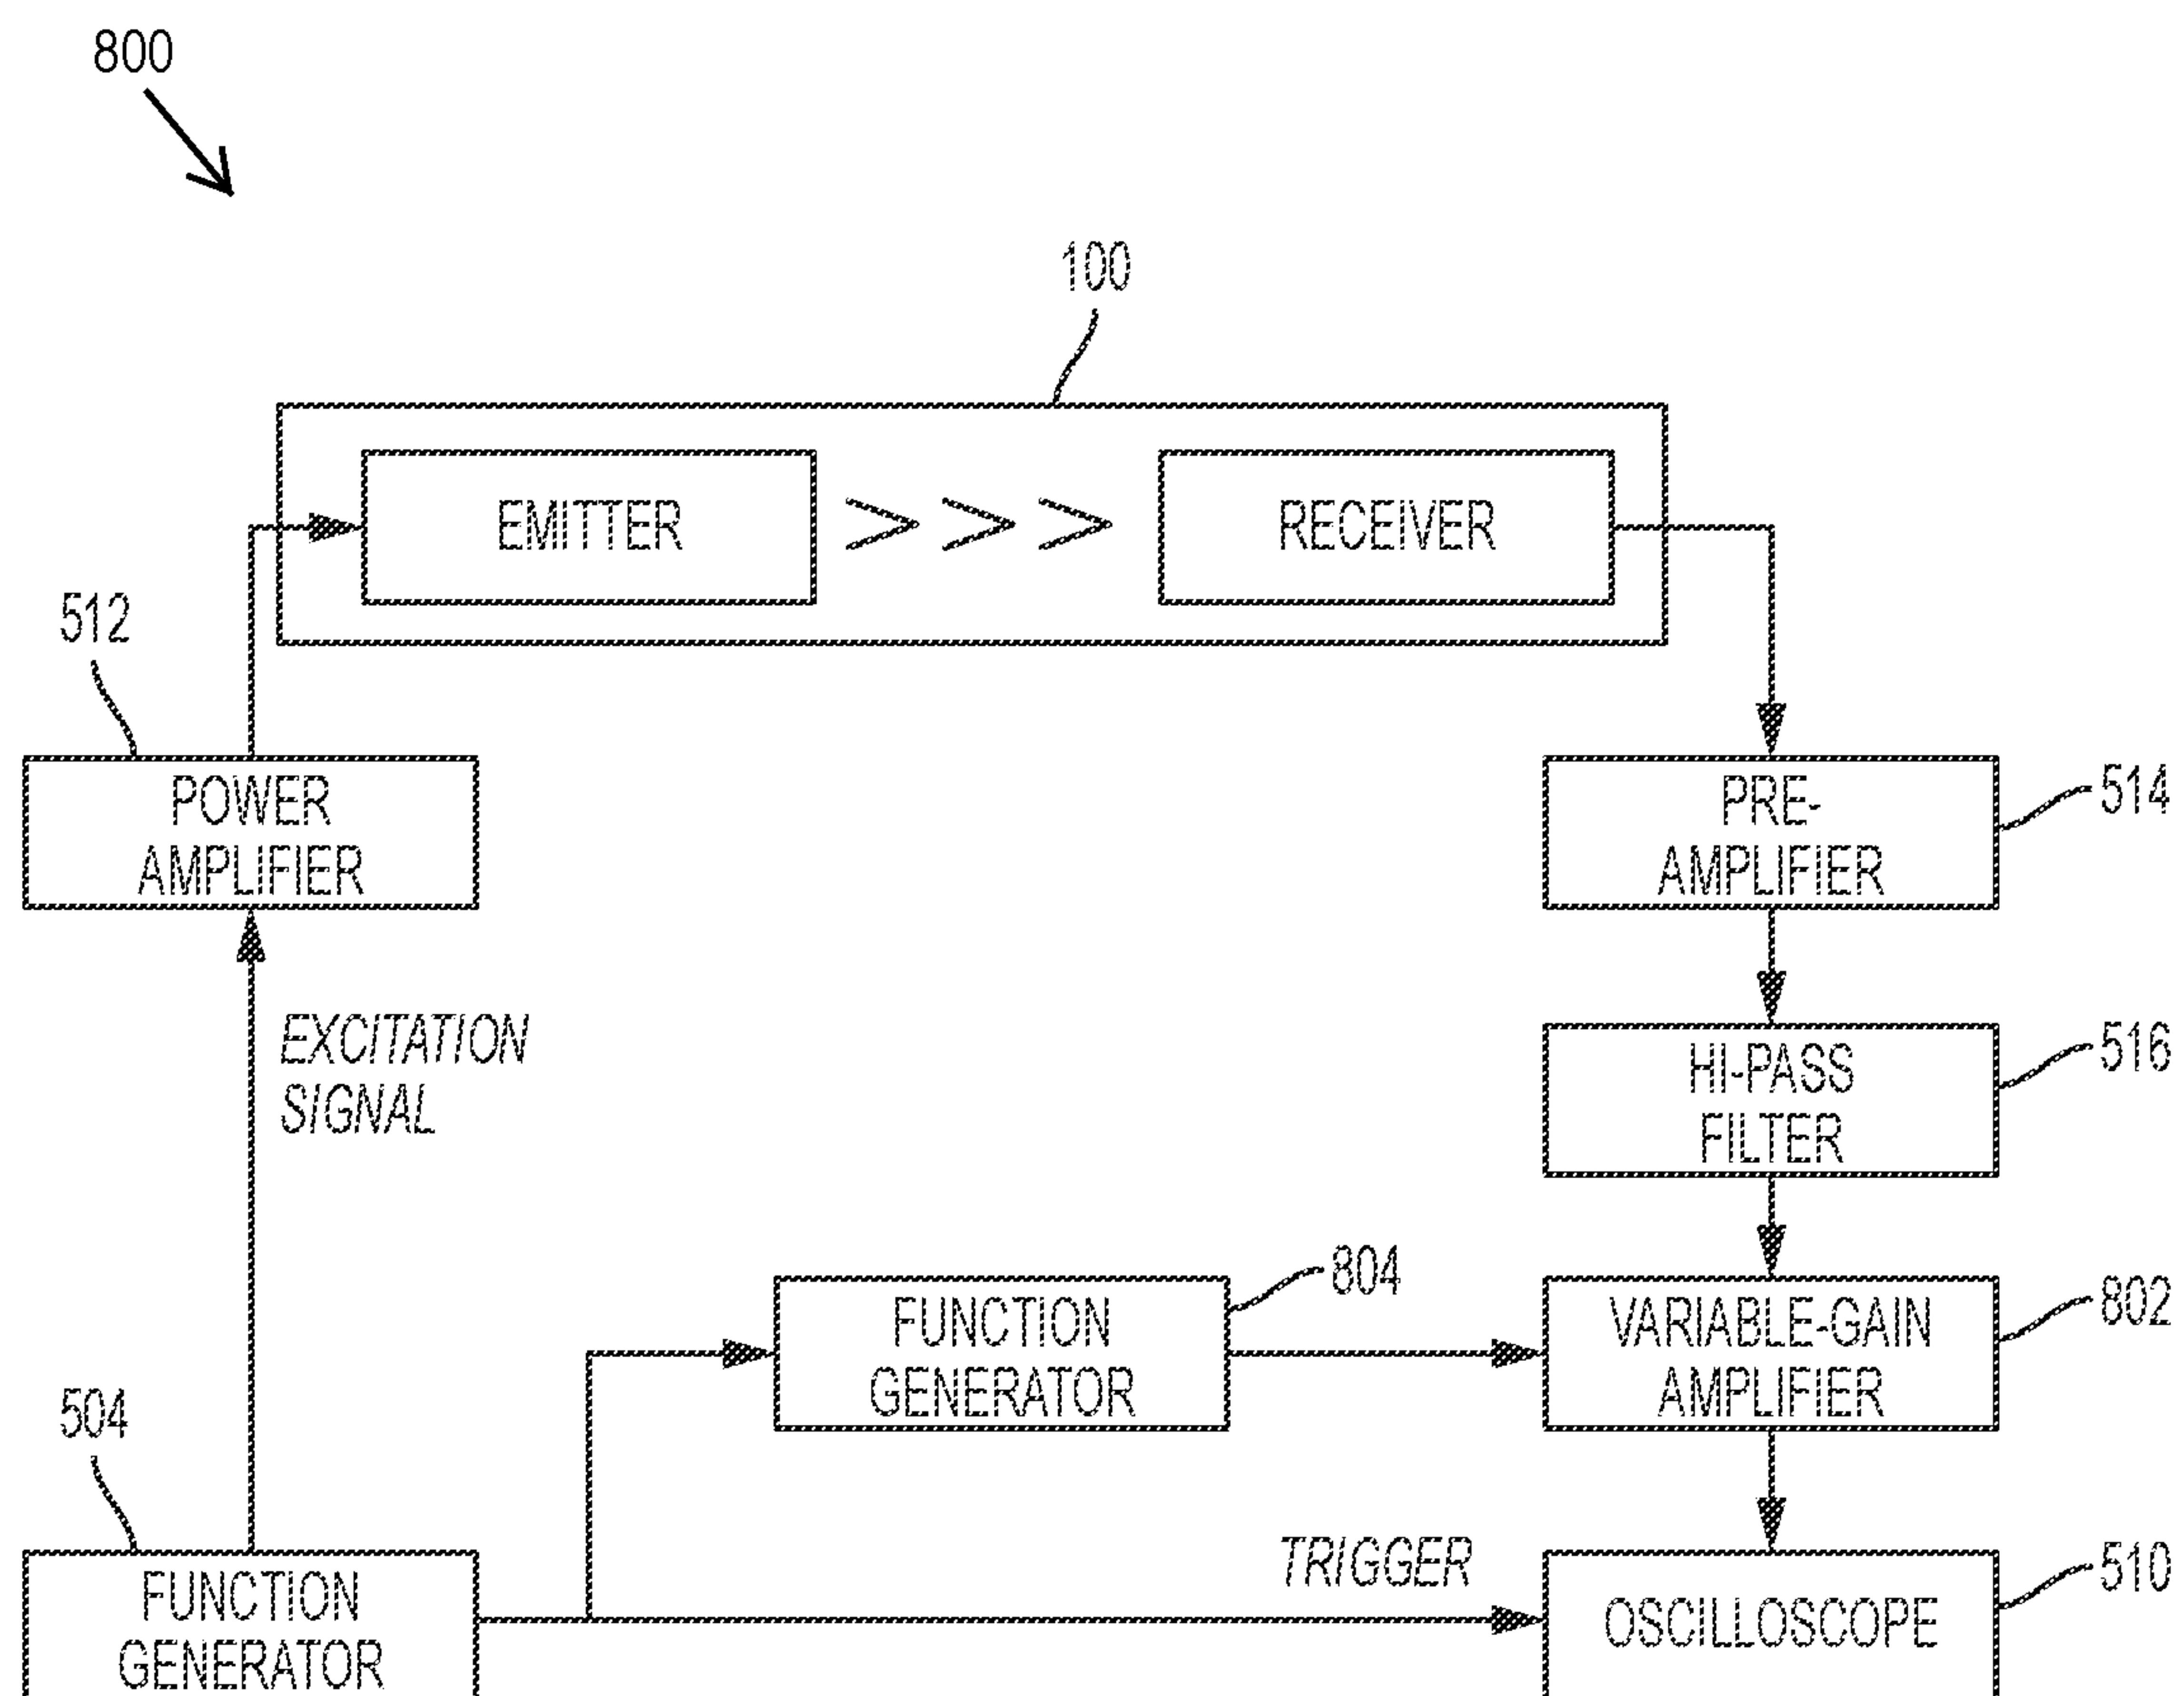 800
100
EMITTER
> > >
RECEIVER
512
POWER
AMPLIFIER
PRE-
AMPLIFIER
514
EXCITATION
SIGNAL
HI-PASS
FILTER
516
FUNCTION
GENERATOR
804
VARIABLE-GAIN
AMPLIFIER
802
504
FUNCTION
GENERATOR
TRIGGER
OSCILLOSCOPE
510